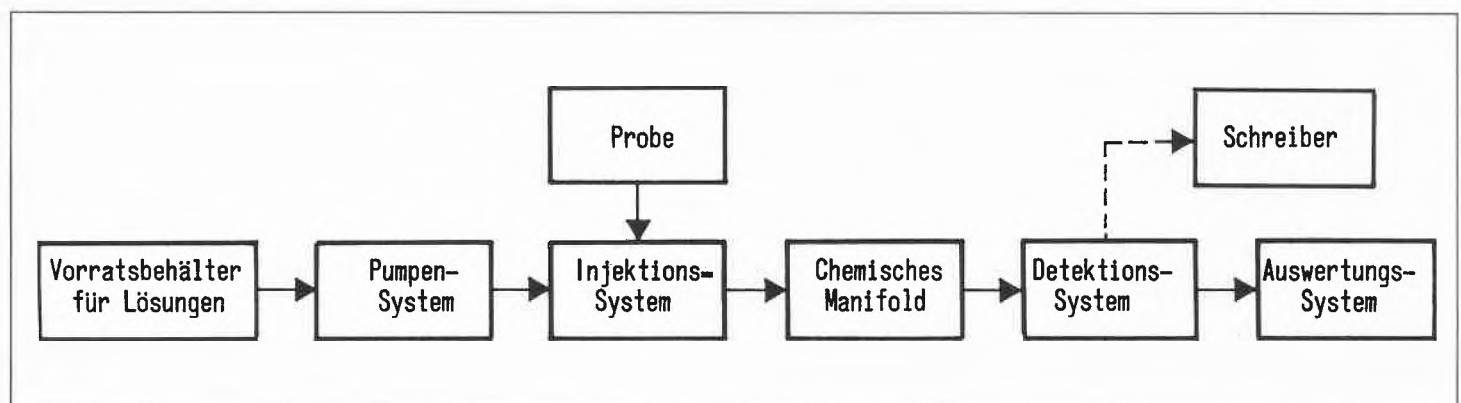 Probe
Schreiber
Vorratsbehälter
für Lösungen
Pumpen-
System
Injektions-
System
Chemisches
Manifold
Detektions-
System
Auswertungs-
System